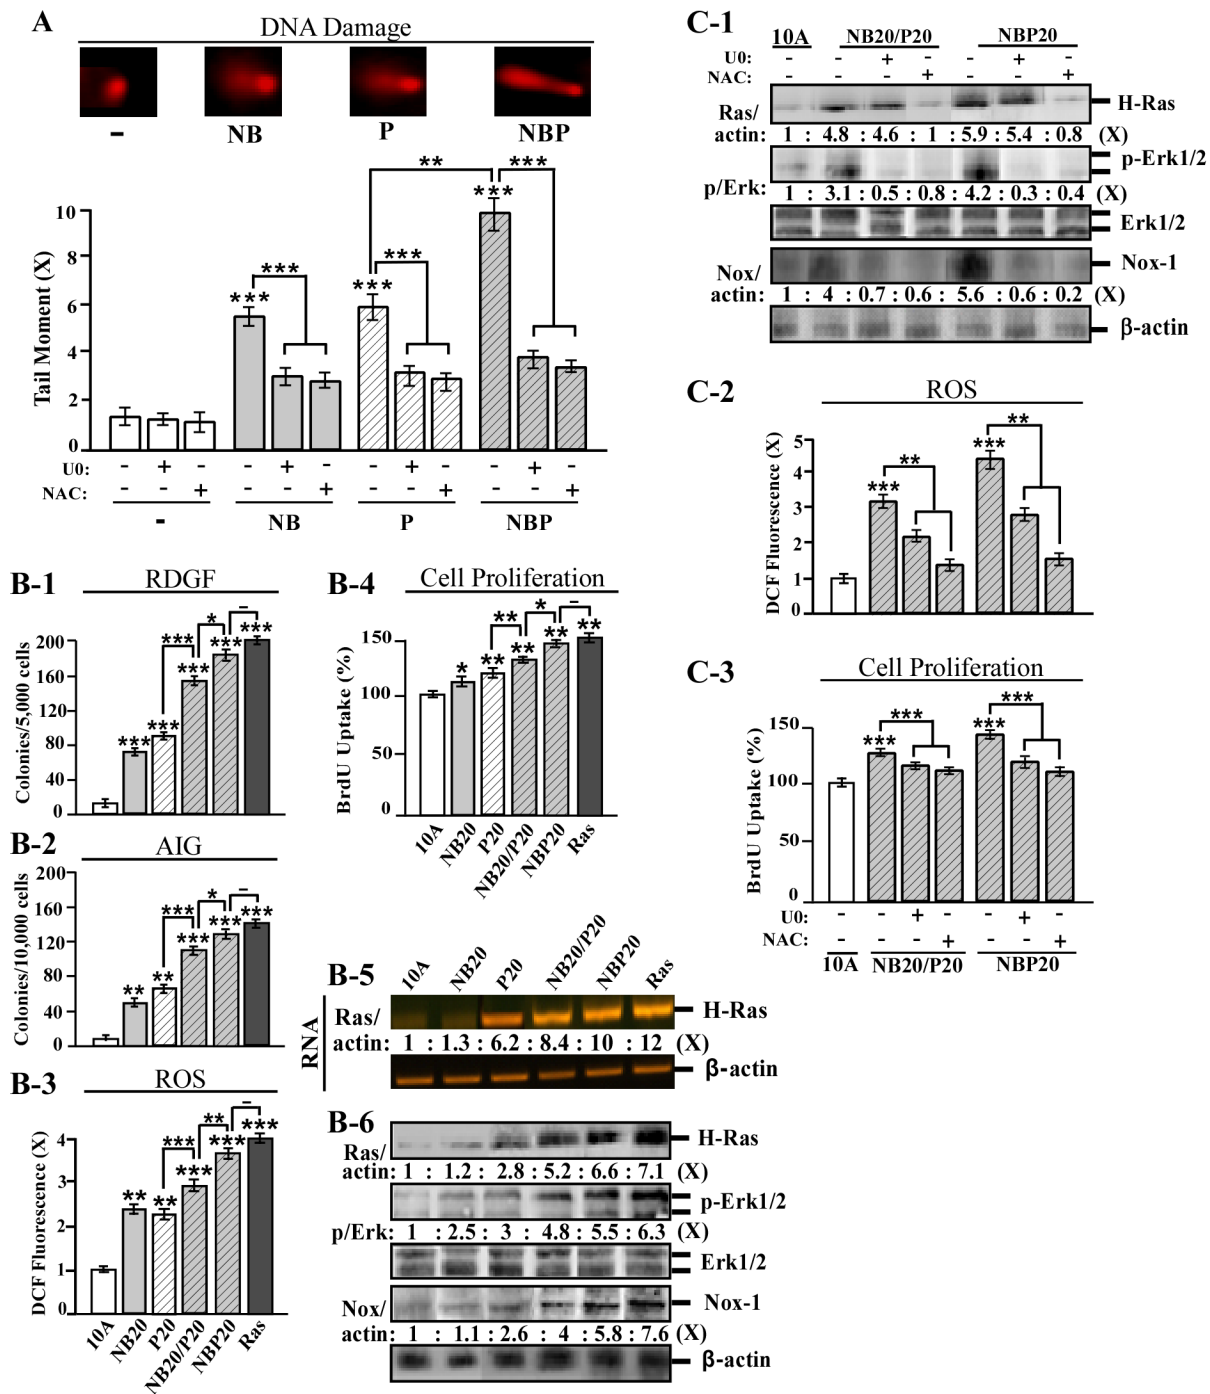 A
DNA Damage
- NB P NBP
** ***
***
*** ***
*** ***
Tail Moment (X)
10
8
6
4
2
0
U0: - + - - + - - + - - + -
NAC: - - + - - + - - + - - +
- NB P NBP
B-1
RDGF
Colonies/5,000 cells
200
160
120
80
40
0
*** * -
*** *** *** *** ***
B-2
AIG
Colonies/10,000 cells
200
160
120
80
40
0
*** * -
** ** *** *** ***
B-3
ROS
DCF Fluorescence (X)
4
3
2
1
0
*** ** -
** ** *** *** ***
10A NB20 P20 NB20/P20 NBP20 Ras
B-4
Cell Proliferation
BrdU Uptake (%)
150
100
50
0
** * -
* ** ** ** **
10A NB20 P20 NB20/P20 NBP20 Ras
B-5
10A NB20 P20 NB20/P20 NBP20 Ras
RNA
Ras/ H-Ras
actin: 1 : 1.3 : 6.2 : 8.4 : 10 : 12 (X)
β-actin
B-6
H-Ras
Ras/
actin: 1 : 1.2 : 2.8 : 5.2 : 6.6 : 7.1 (X)
p-Erk1/2
p/Erk: 1 : 2.5 : 3 : 4.8 : 5.5 : 6.3 (X)
Erk1/2
Nox/ Nox-1
actin: 1 : 1.1 : 2.6 : 4 : 5.8 : 7.6 (X)
β-actin
C-1
10A NB20/P20 NBP20
U0: - - + - - + -
NAC: - - - + - - +
Ras/ H-Ras
actin: 1 : 4.8 : 4.6 : 1 : 5.9 : 5.4 : 0.8 (X)
p-Erk1/2
p/Erk: 1 : 3.1 : 0.5 : 0.8 : 4.2 : 0.3 : 0.4 (X)
Erk1/2
Nox/ Nox-1
actin: 1 : 4 : 0.7 : 0.6 : 5.6 : 0.6 : 0.2 (X)
β-actin
C-2
ROS
DCF Fluorescence (X)
5
4
3
2
1
0
** **
*** ***
C-3
Cell Proliferation
BrdU Uptake (%)
150
100
50
0
*** ***
*** ***
U0: - - + - - + -
NAC: - - - + - - +
10A NB20/P20 NBP20